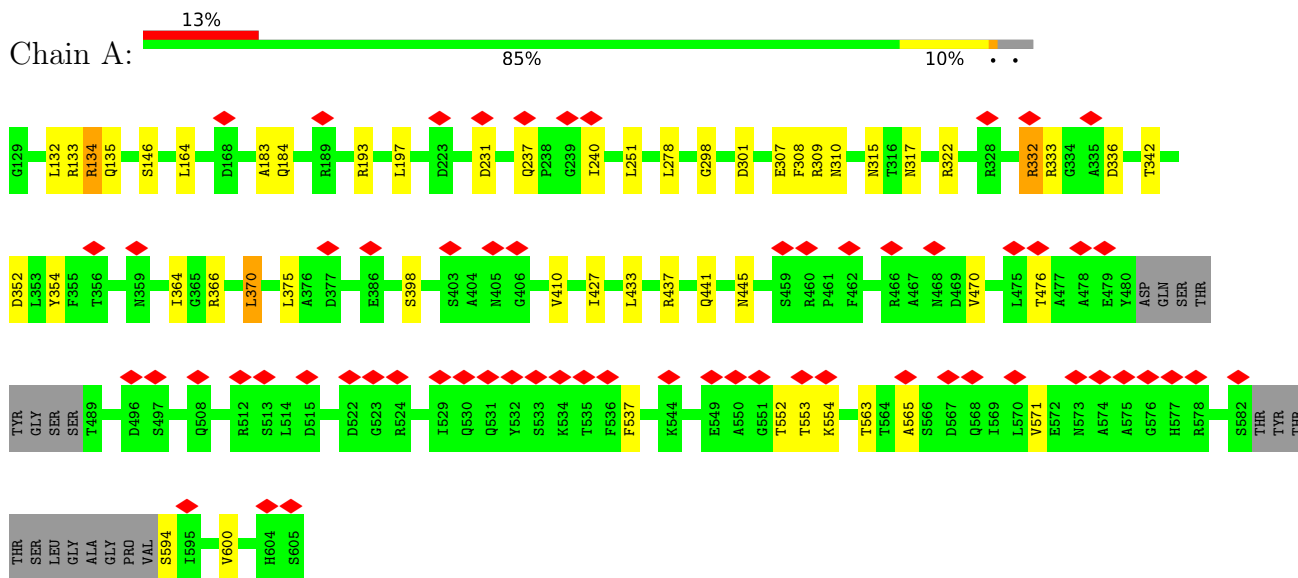 13%
Chain A:
85% 10% • •
G129 L132 R133 R134 Q135 S146 L164 D168 A183 Q184 R189 R193 L197 D223 D231 Q237 P238 G239 I240 L251 L278 G298 D301 E307 F308 R309 N310 N315 T316 N317 R322 R328 R332 R333 G334 A335 D336 T342
D352 L353 Y354 F355 T356 N359 I364 G365 R366 L370 L375 A376 D377 E386 S398 S403 A404 N405 G406 V410 I427 L433 R437 Q441 N445 S459 R460 P461 F462 R466 A467 N468 D469 V470 L475 T476 A477 A478 E479 Y480 ASP GLN SER THR
TYR GLY SER SER T489 D496 S497 Q508 R512 S513 L514 D515 D522 G523 R524 I529 Q530 Q531 Y532 S533 K534 T535 F536 F537 K544 E549 A550 G551 T552 T553 K554 T563 T564 A565 S566 D567 Q568 I569 L570 V571 E572 N573 A574 A575 G576 H577 R578 S582 THR TYR THR
THR SER LEU GLY ALA GLY PRO VAL S594 I595 V600 H604 S605